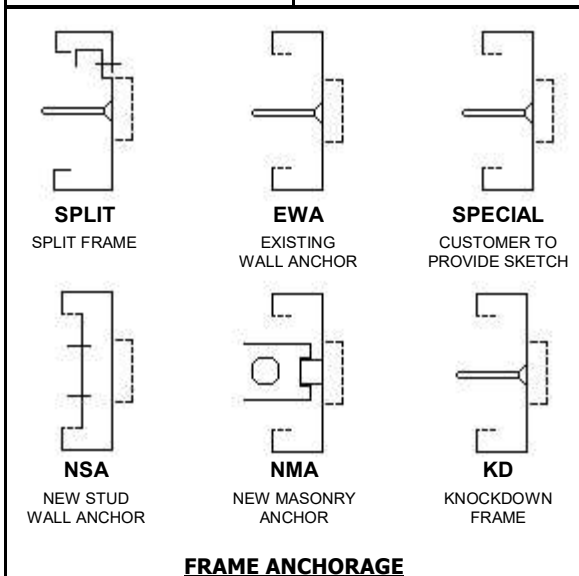 SPLIT
SPLIT FRAME
EWA
EXISTING
WALL ANCHOR
SPECIAL
CUSTOMER TO
PROVIDE SKETCH
NSA
NEW STUD
WALL ANCHOR
NMA
NEW MASONRY
ANCHOR
KD
KNOCKDOWN
FRAME
FRAME ANCHORAGE